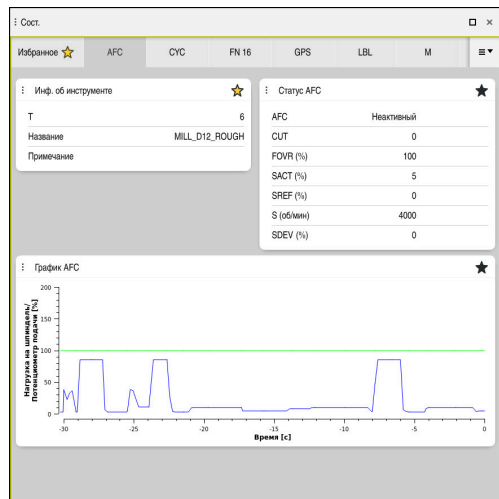 Сост.
Избранное AFC CYC FN 16 GPS LBL M
Инф. об инструменте
T 6
Название MILL_D12_ROUGH
Примечание
Статус AFC
AFC Неактивный
CUT 0
FOVR (%) 100
SACT (%) 5
SREF (%) 0
S (об/мин) 4000
SDEV (%) 0
График AFC
Нагрузка на шпиндель/
Потенциометр подачи [%]
200
150
100
50
0
-30 -25 -20 -15 -10 -5 0
Время [с]